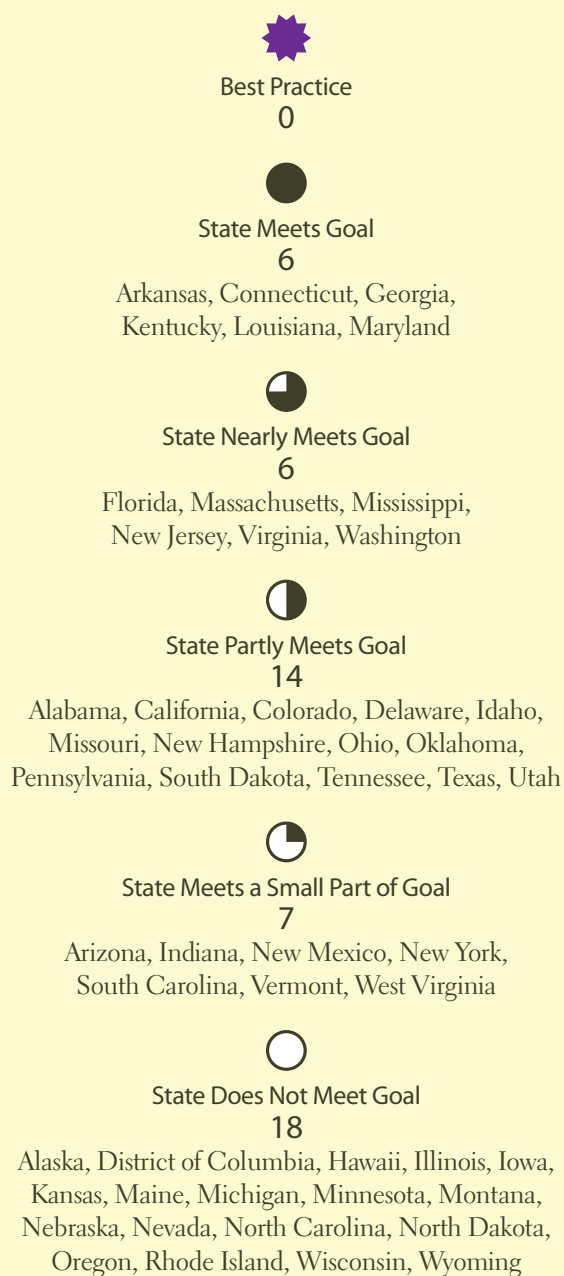 Best Practice
0
State Meets Goal
6
Arkansas, Connecticut, Georgia,
Kentucky, Louisiana, Maryland
State Nearly Meets Goal
6
Florida, Massachusetts, Mississippi,
New Jersey, Virginia, Washington
State Partly Meets Goal
14
Alabama, California, Colorado, Delaware, Idaho,
Missouri, New Hampshire, Ohio, Oklahoma,
Pennsylvania, South Dakota, Tennessee, Texas, Utah
State Meets a Small Part of Goal
7
Arizona, Indiana, New Mexico, New York,
South Carolina, Vermont, West Virginia
State Does Not Meet Goal
18
Alaska, District of Columbia, Hawaii, Illinois, Iowa,
Kansas, Maine, Michigan, Minnesota, Montana,
Nebraska, Nevada, North Carolina, North Dakota,
Oregon, Rhode Island, Wisconsin, Wyoming